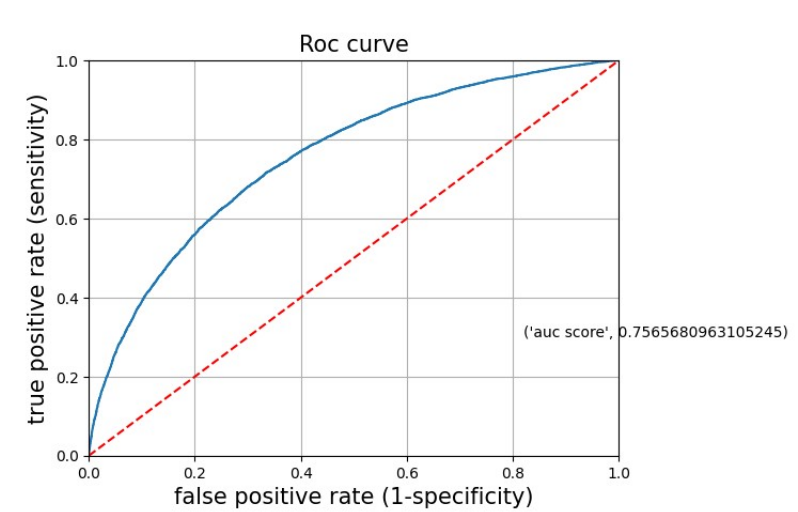 Roc curve
true positive rate (sensitivity)
1.0
0.8
0.6
0.4
0.2
0.0
('auc score', 0.7565680963105245)
0.0 0.2 0.4 0.6 0.8 1.0
false positive rate (1-specificity)